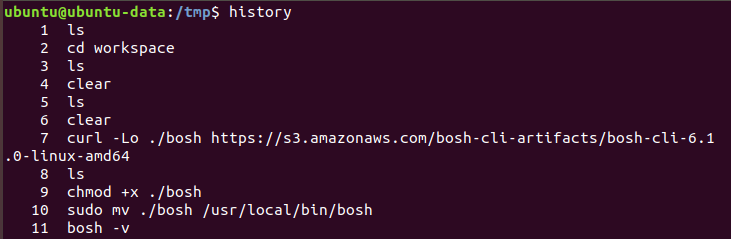 ubuntu@ubuntu-data:/tmp$ history
1 ls
2 cd workspace
3 ls
4 clear
5 ls
6 clear
7 curl -Lo ./bosh https://s3.amazonaws.com/bosh-cli-artifacts/bosh-cli-6.1
.0-linux-amd64
8 ls
9 chmod +x ./bosh
10 sudo mv ./bosh /usr/local/bin/bosh
11 bosh -v